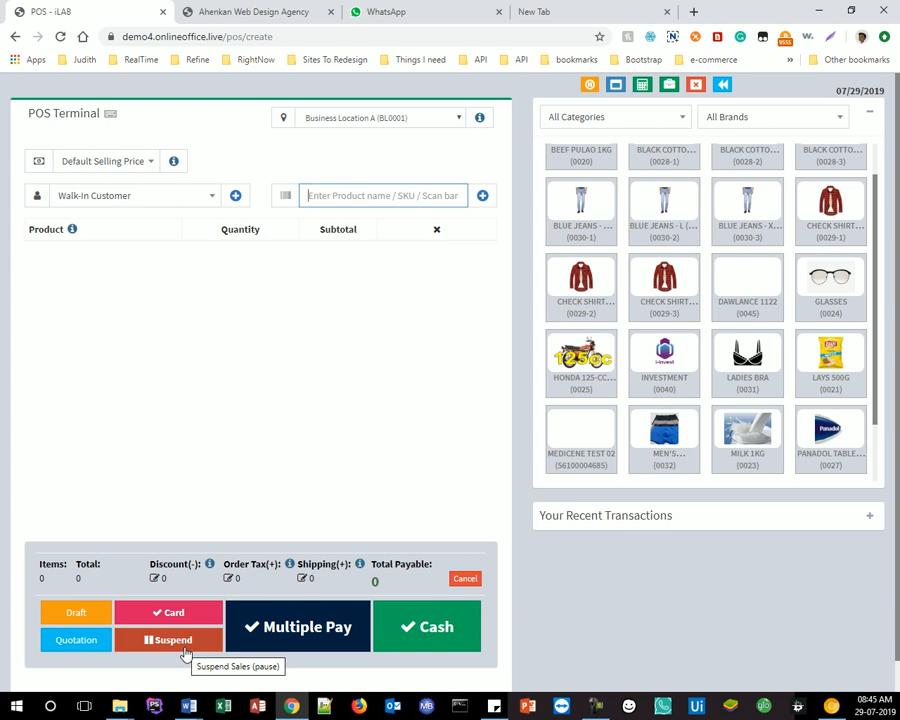 POS - iLAB
Ahenkan Web Design Agency
WhatsApp
New Tab
demo4.onlineoffice.live/pos/create
Apps
Judith
RealTime
Refine
RightNow
Sites To Redesign
Things I need
API
API
bookmarks
Bootstrap
e-commerce
Other bookmarks
07/29/2019
POS Terminal
Business Location A (BL0001)
All Categories
All Brands
Default Selling Price
Walk-In Customer
Enter Product name / SKU / Scan bar
Product
Quantity
Subtotal
BEEF PULAO 1KG
(0020)
BLACK COTTO...
(0028-1)
BLACK COTTO...
(0028-2)
BLACK COTTO...
(0028-3)
BLUE JEANS - ...
(0030-1)
BLUE JEANS - L (...
(0030-2)
BLUE JEANS - X...
(0030-3)
CHECK SHIRT...
(0029-1)
CHECK SHIRT...
(0029-2)
CHECK SHIRT...
(0029-3)
DAWLANCE 1122
(0045)
GLASSES
(0024)
125cc
HONDA 125-CC...
(0025)
i-invest
INVESTMENT
(0040)
LADIES BRA
(0031)
Lay's
LAYS 500G
(0021)
MEDICENE TEST 02
(56100004685)
MEN'S...
(0032)
MILK 1KG
(0023)
Panadol
PANADOL TABLE...
(0027)
Your Recent Transactions
Items:
0
Total:
0
Discount(-):
0
Order Tax(+):
0
Shipping(+):
0
Total Payable:
0
Cancel
Draft
Card
Multiple Pay
Cash
Quotation
Suspend
Suspend Sales (pause)
08:45 AM
29-07-2019